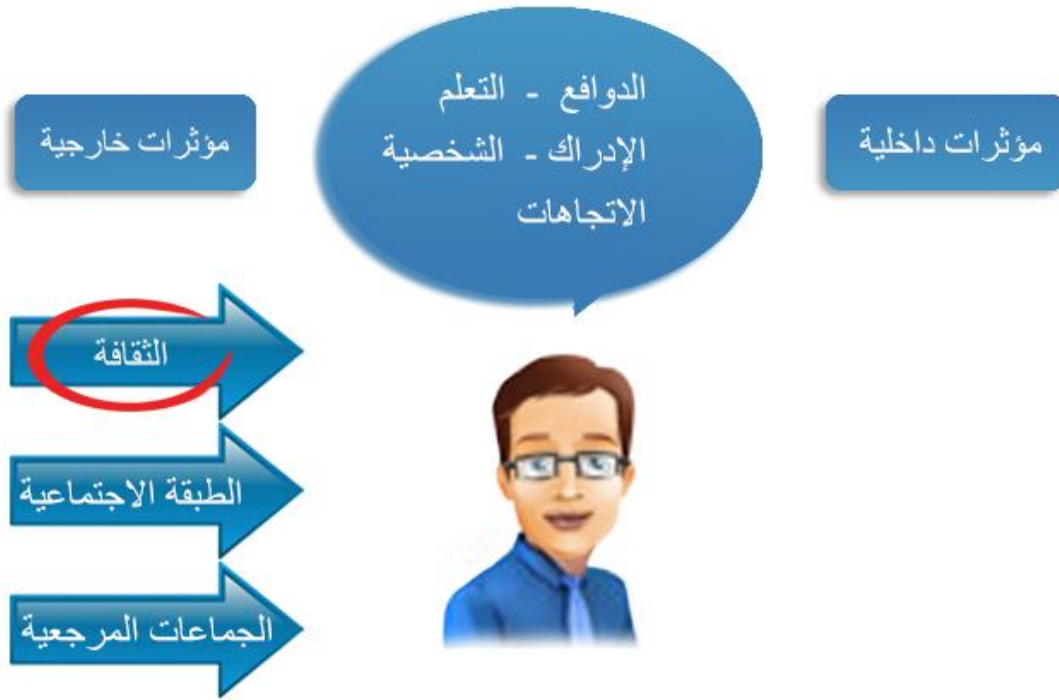 مؤثرات داخلية
الدوافع - التعلم
الإدراك - الشخصية
الاتجاهات
مؤثرات خارجية
الثقافة
الطبقة الاجتماعية
الجماعات المرجعية